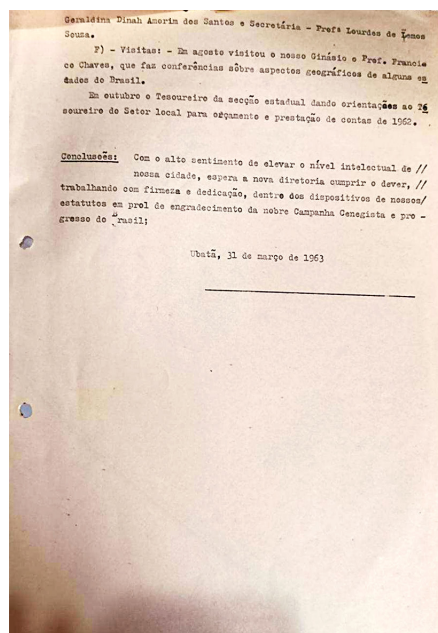 Geraldina Dinah Amorim dos Santos e Secretária - Profª Lourdes de Lemos
Souza.
F) - Visitas: - Em agosto visitou o nosso Ginásio o Prof. Francis
co Chaves, que faz conferências sôbre aspectos geográficos de alguns es
tados do Brasil.
Em outubro o Tesoureiro da secção estadual dando orientações ao Te
soureiro do Setor local para orçamento e prestação de contas de 1962.
Conclusões: Com o alto sentimento de elevar o nível intelectual de //
nossa cidade, espera a nova diretoria cumprir o dever, //
trabalhando com firmeza e dedicação, dentro dos dispositivos de nossos/
estatutos em prol de engradecimento da nobre Campanha Cenegista e pro -
gresso do Brasil;
Ubatã, 31 de março de 1963